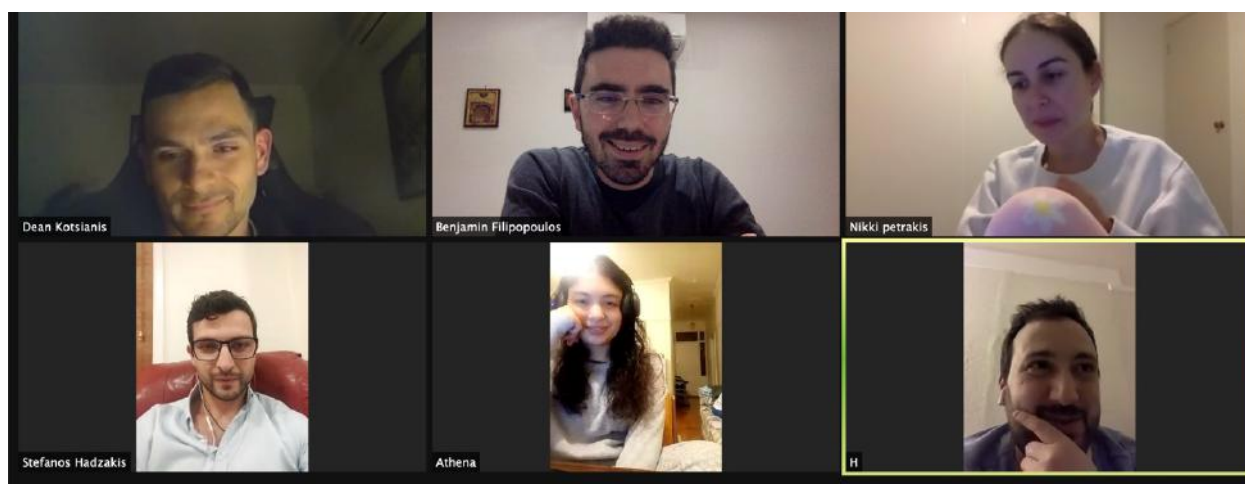 Dean Kotsianis
Benjamin Filipopoulos
Nikki petrakis
Stefanos Hadzakis
Athena
H